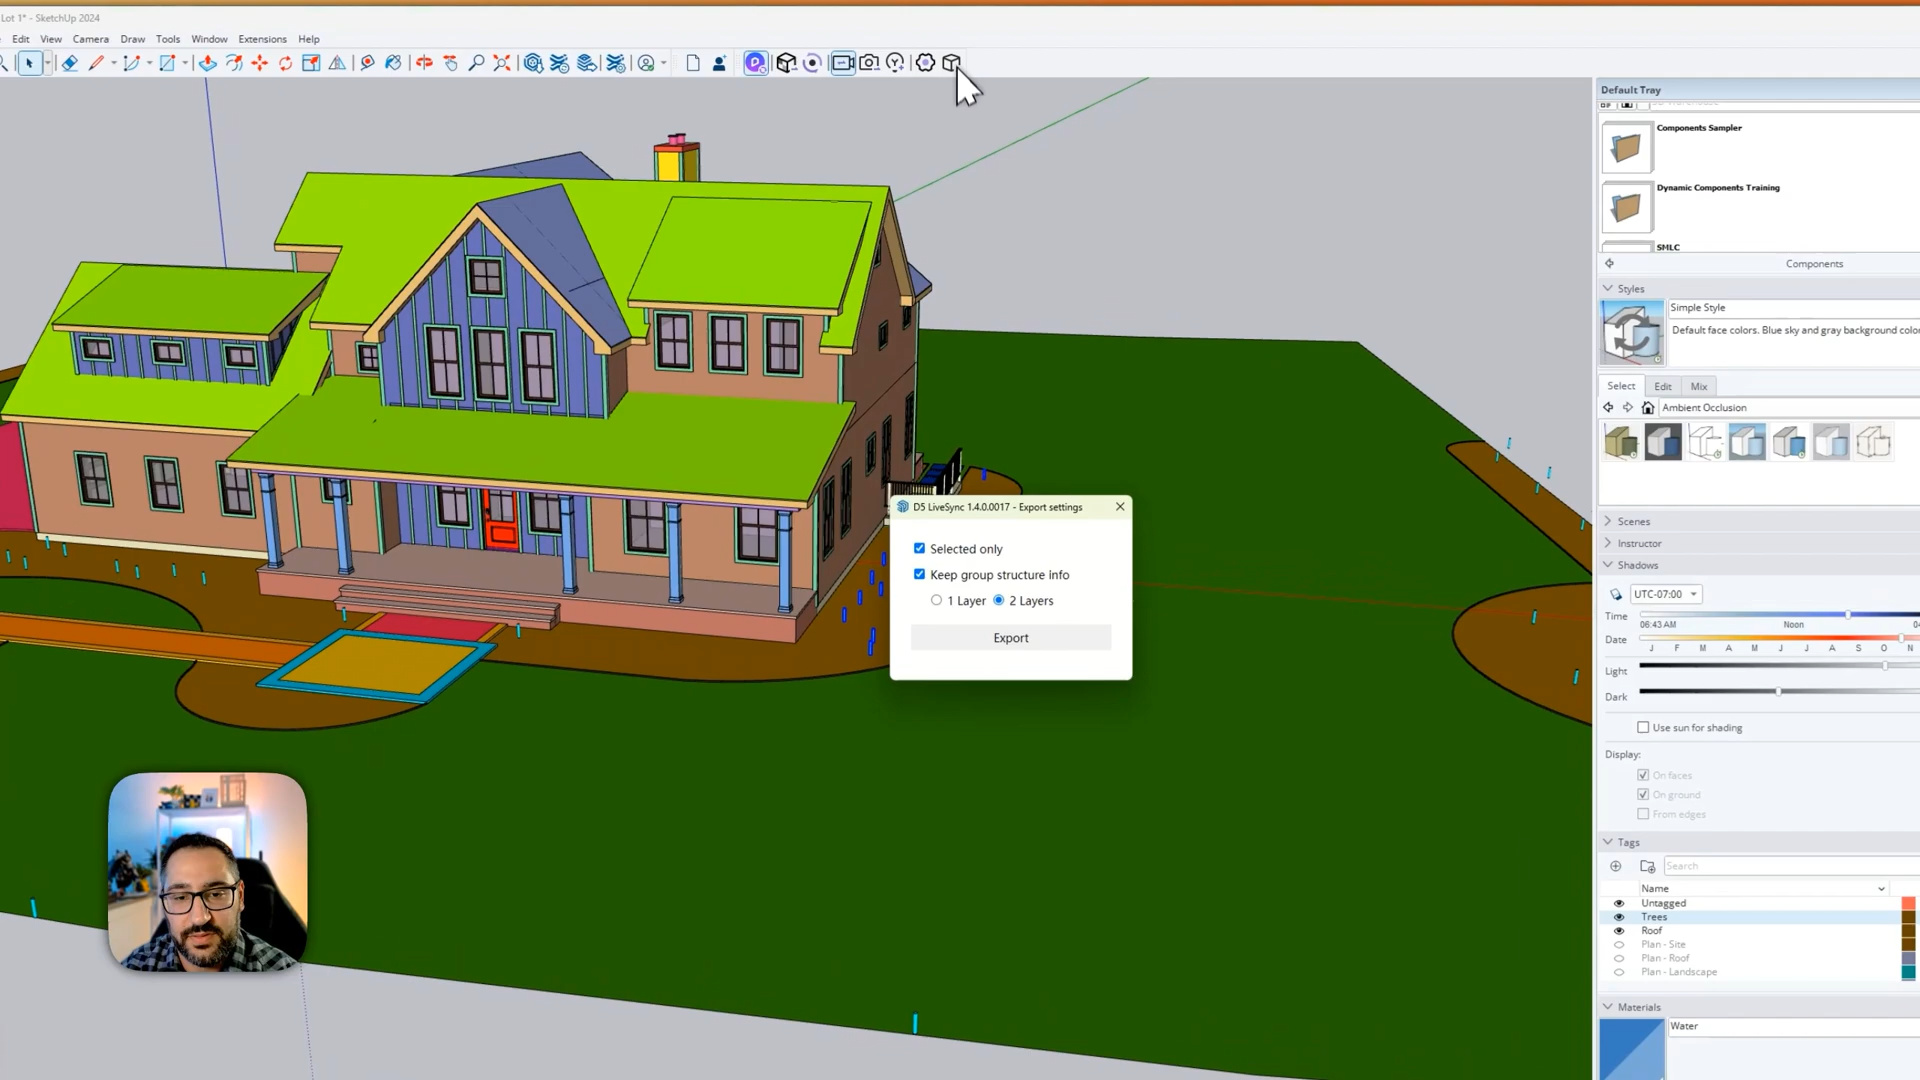 Lot 1* - SketchUp 2024
Edit View Camera Draw Tools Window Extensions Help
Default Tray
Components Sampler
Dynamic Components Training
SMLC
Components
Styles
Simple Style
Default face colors. Blue sky and gray background color
Select Edit Mix
Ambient Occlusion
D5 LiveSync 1.4.0.0017 - Export settings
Selected only
Keep group structure info
1 Layer 2 Layers
Export
Scenes
Instructor
Shadows
UTC-07:00
Time
06:43 AM Noon 04
Date
J F M A M J J A S O N
Light
Dark
Use sun for shading
Display:
On faces
On ground
From edges
Tags
Search
Name
Untagged
Trees
Roof
Plan - Site
Plan - Roof
Plan - Landscape
Materials
Water